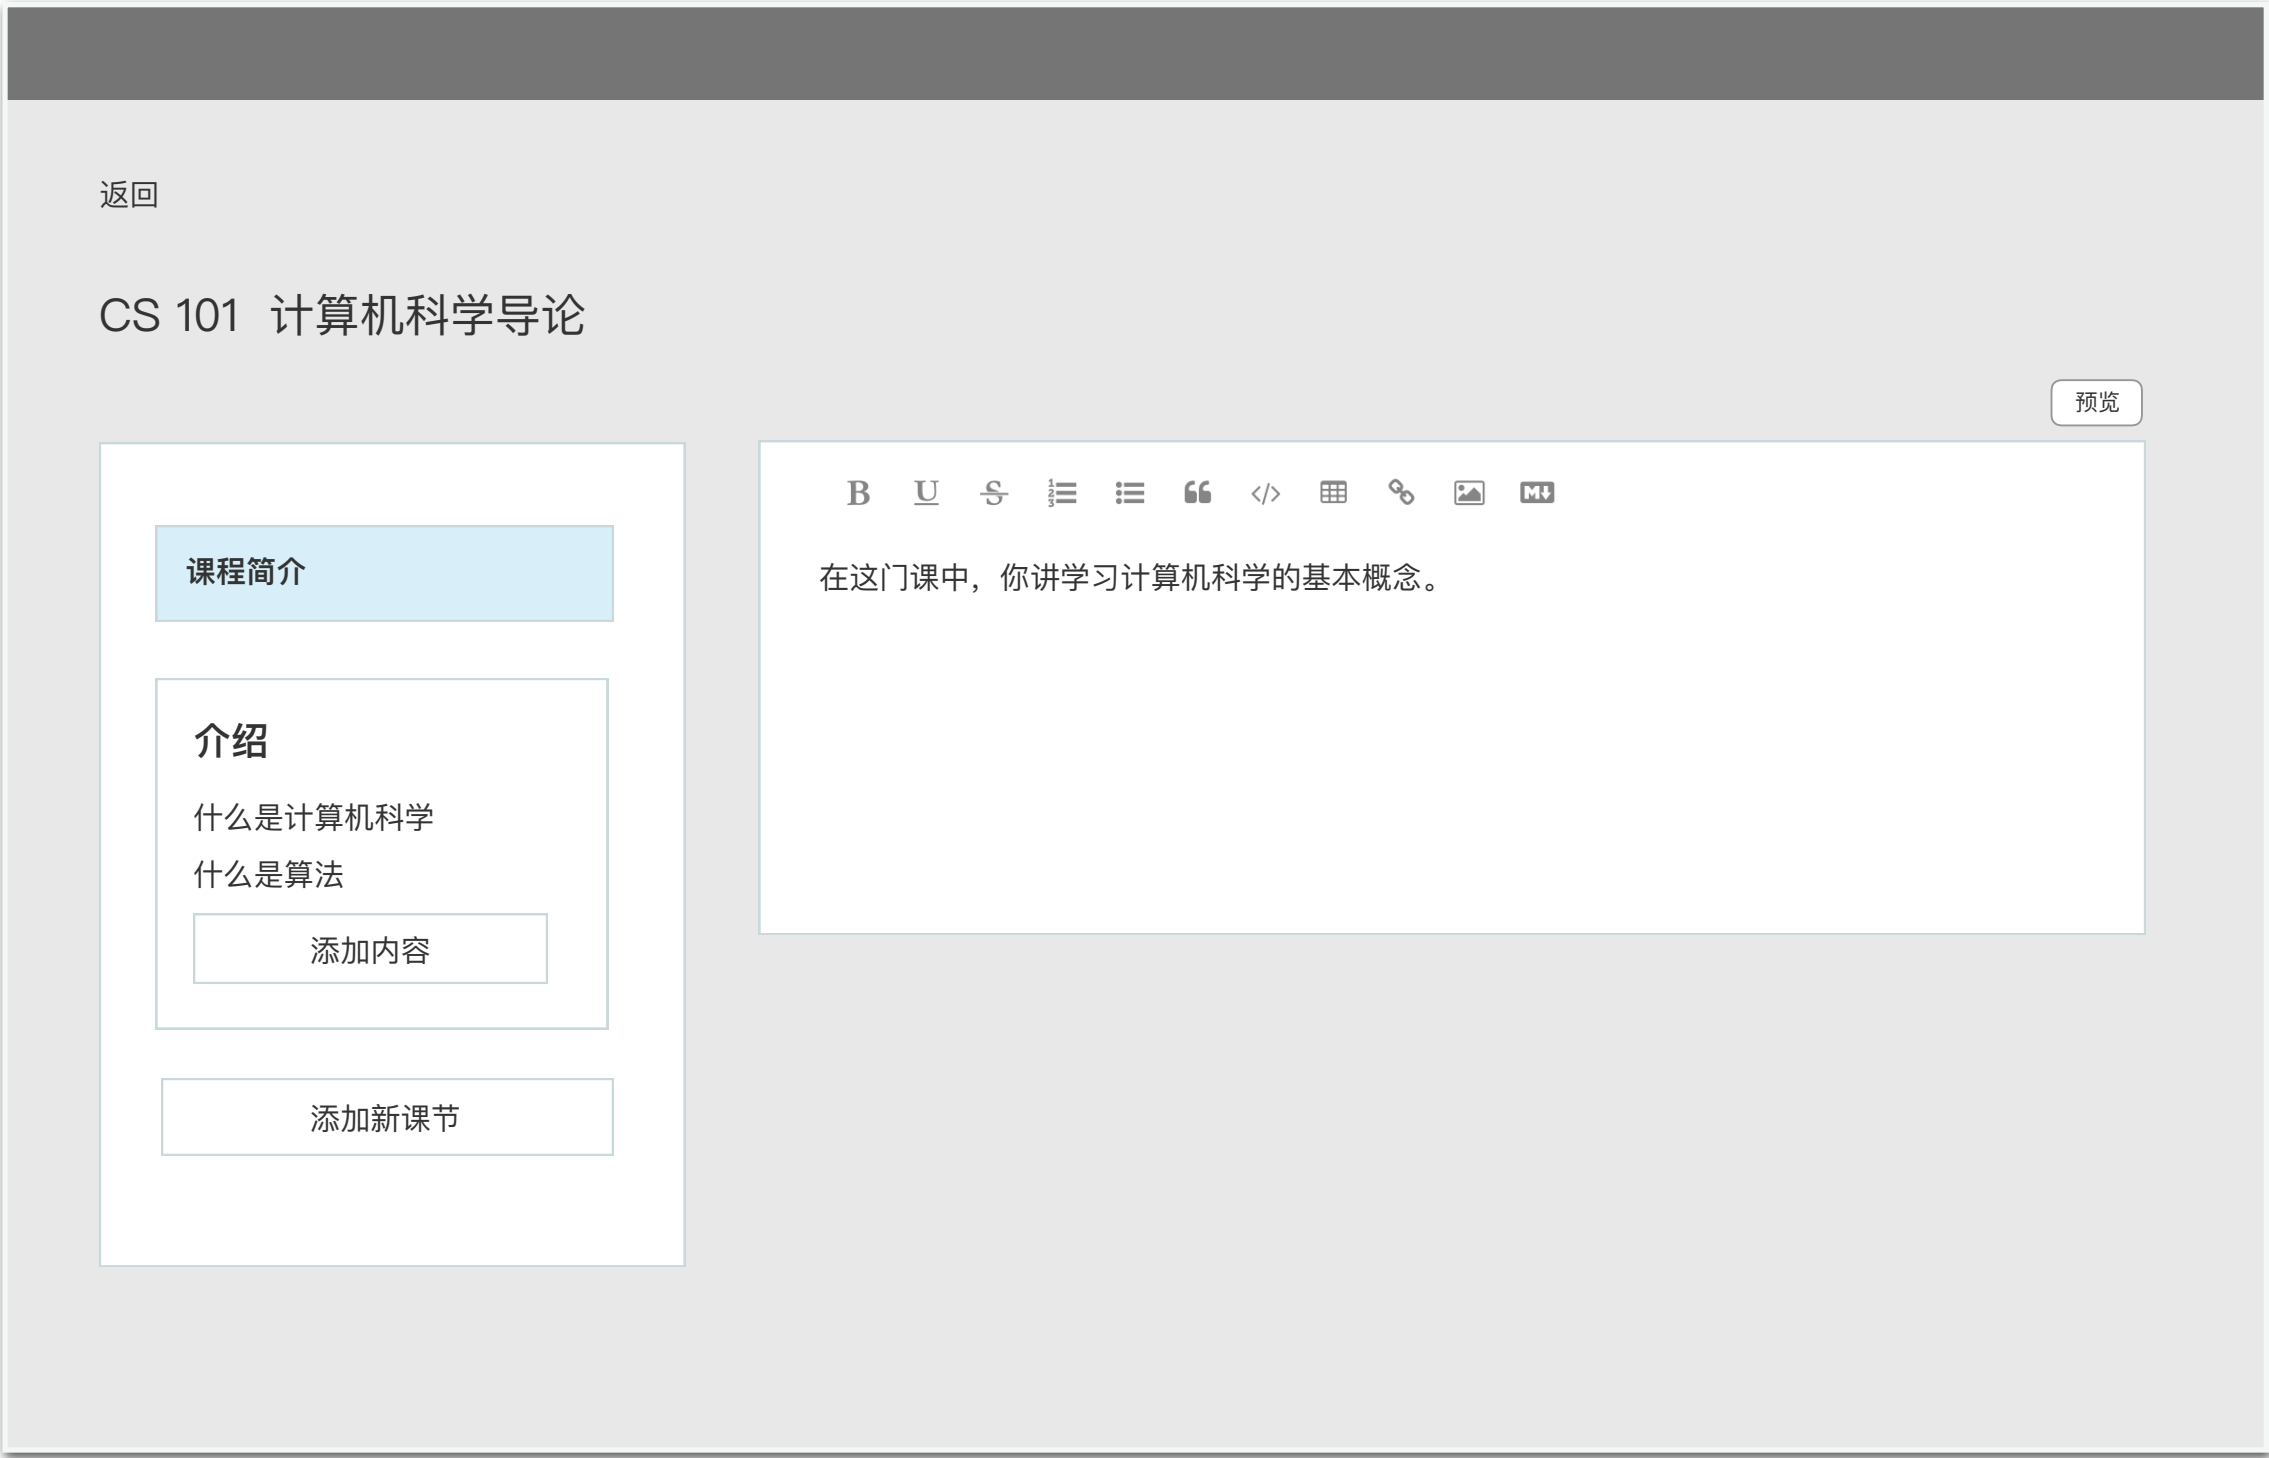 返回
CS 101 计算机科学导论
预览
课程简介
介绍
什么是计算机科学
什么是算法
添加内容
添加新课节
B U S 1 2 3 </> M
在这门课中，你讲学习计算机科学的基本概念。